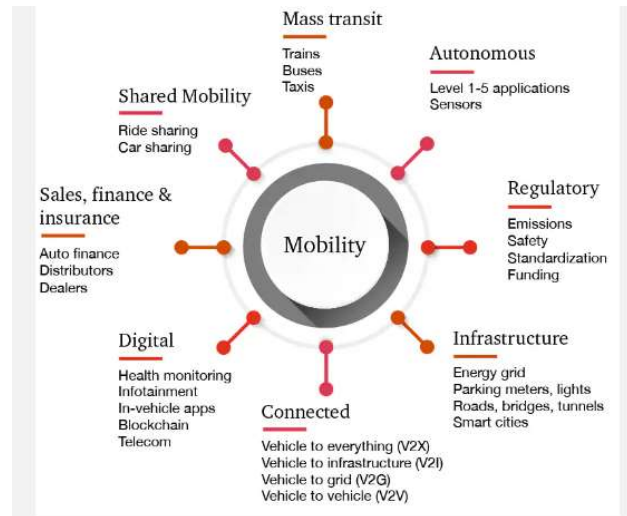 Mass transit
Trains
Buses
Taxis
Autonomous
Level 1-5 applications
Sensors
Shared Mobility
Ride sharing
Car sharing
Regulatory
Emissions
Safety
Standardization
Funding
Sales, finance &
insurance
Auto finance
Distributors
Dealers
Mobility
Digital
Health monitoring
Infotainment
In-vehicle apps
Blockchain
Telecom
Infrastructure
Energy grid
Parking meters, lights
Roads, bridges, tunnels
Smart cities
Connected
Vehicle to everything (V2X)
Vehicle to infrastructure (V2I)
Vehicle to grid (V2G)
Vehicle to vehicle (V2V)